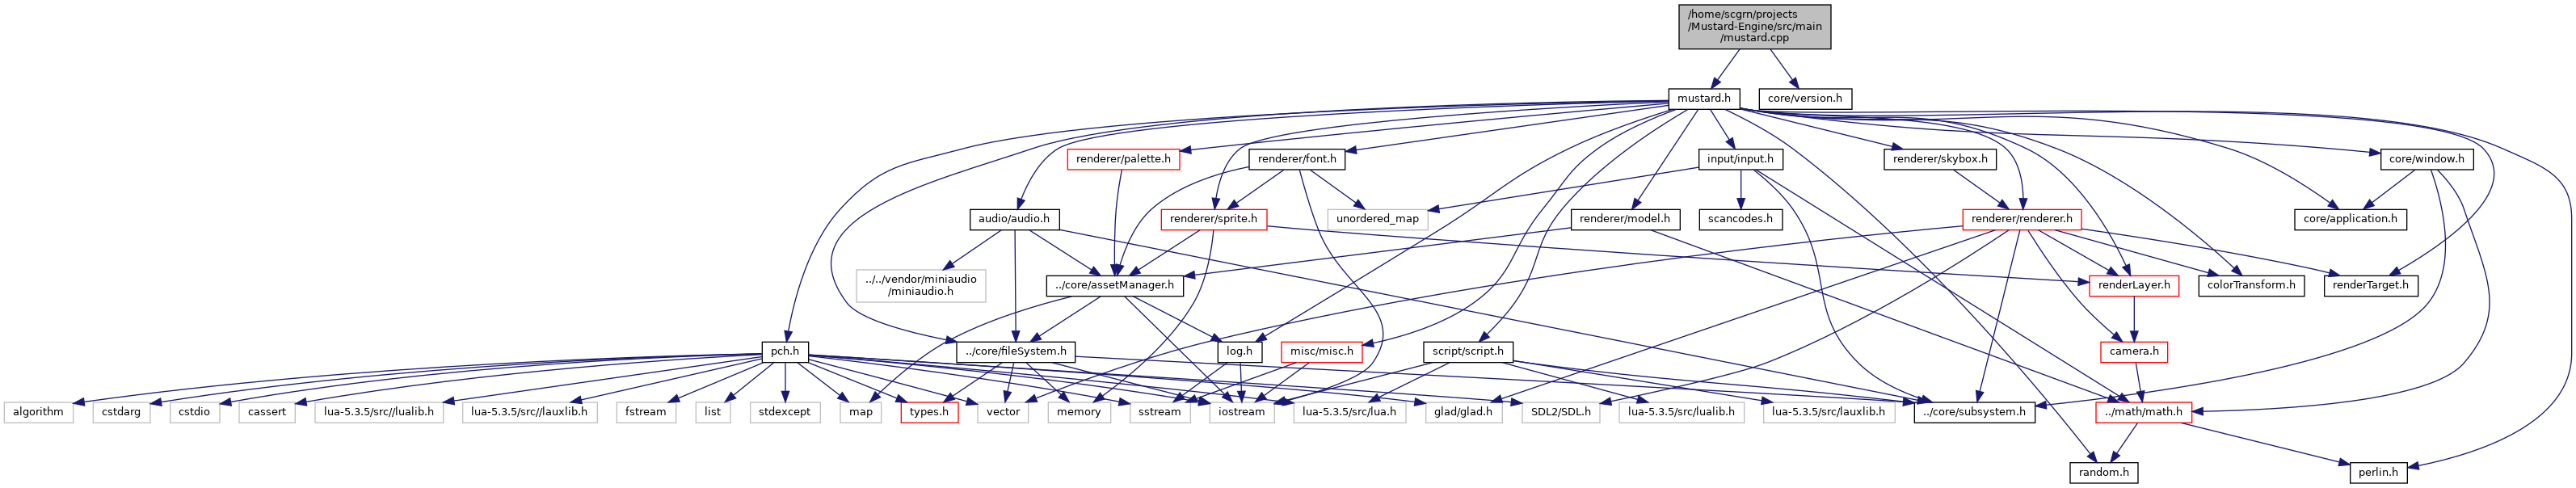 /home/scgrn/projects
/Mustard-Engine/src/main
/mustard.cpp
mustard.h
core/version.h
renderer/palette.h
renderer/font.h
input/input.h
renderer/skybox.h
core/window.h
audio/audio.h
renderer/sprite.h
unordered_map
renderer/model.h
scancodes.h
renderer/renderer.h
core/application.h
../../vendor/miniaudio
/miniaudio.h
../core/assetManager.h
renderLayer.h
colorTransform.h
renderTarget.h
pch.h
../core/fileSystem.h
log.h
misc/misc.h
script/script.h
camera.h
algorithm
cstdarg
cstdio
cassert
lua-5.3.5/src//lualib.h
lua-5.3.5/src//lauxlib.h
fstream
list
stdexcept
map
types.h
vector
memory
sstream
iostream
lua-5.3.5/src/lua.h
glad/glad.h
SDL2/SDL.h
lua-5.3.5/src/lualib.h
lua-5.3.5/src/lauxlib.h
../core/subsystem.h
../math/math.h
random.h
perlin.h